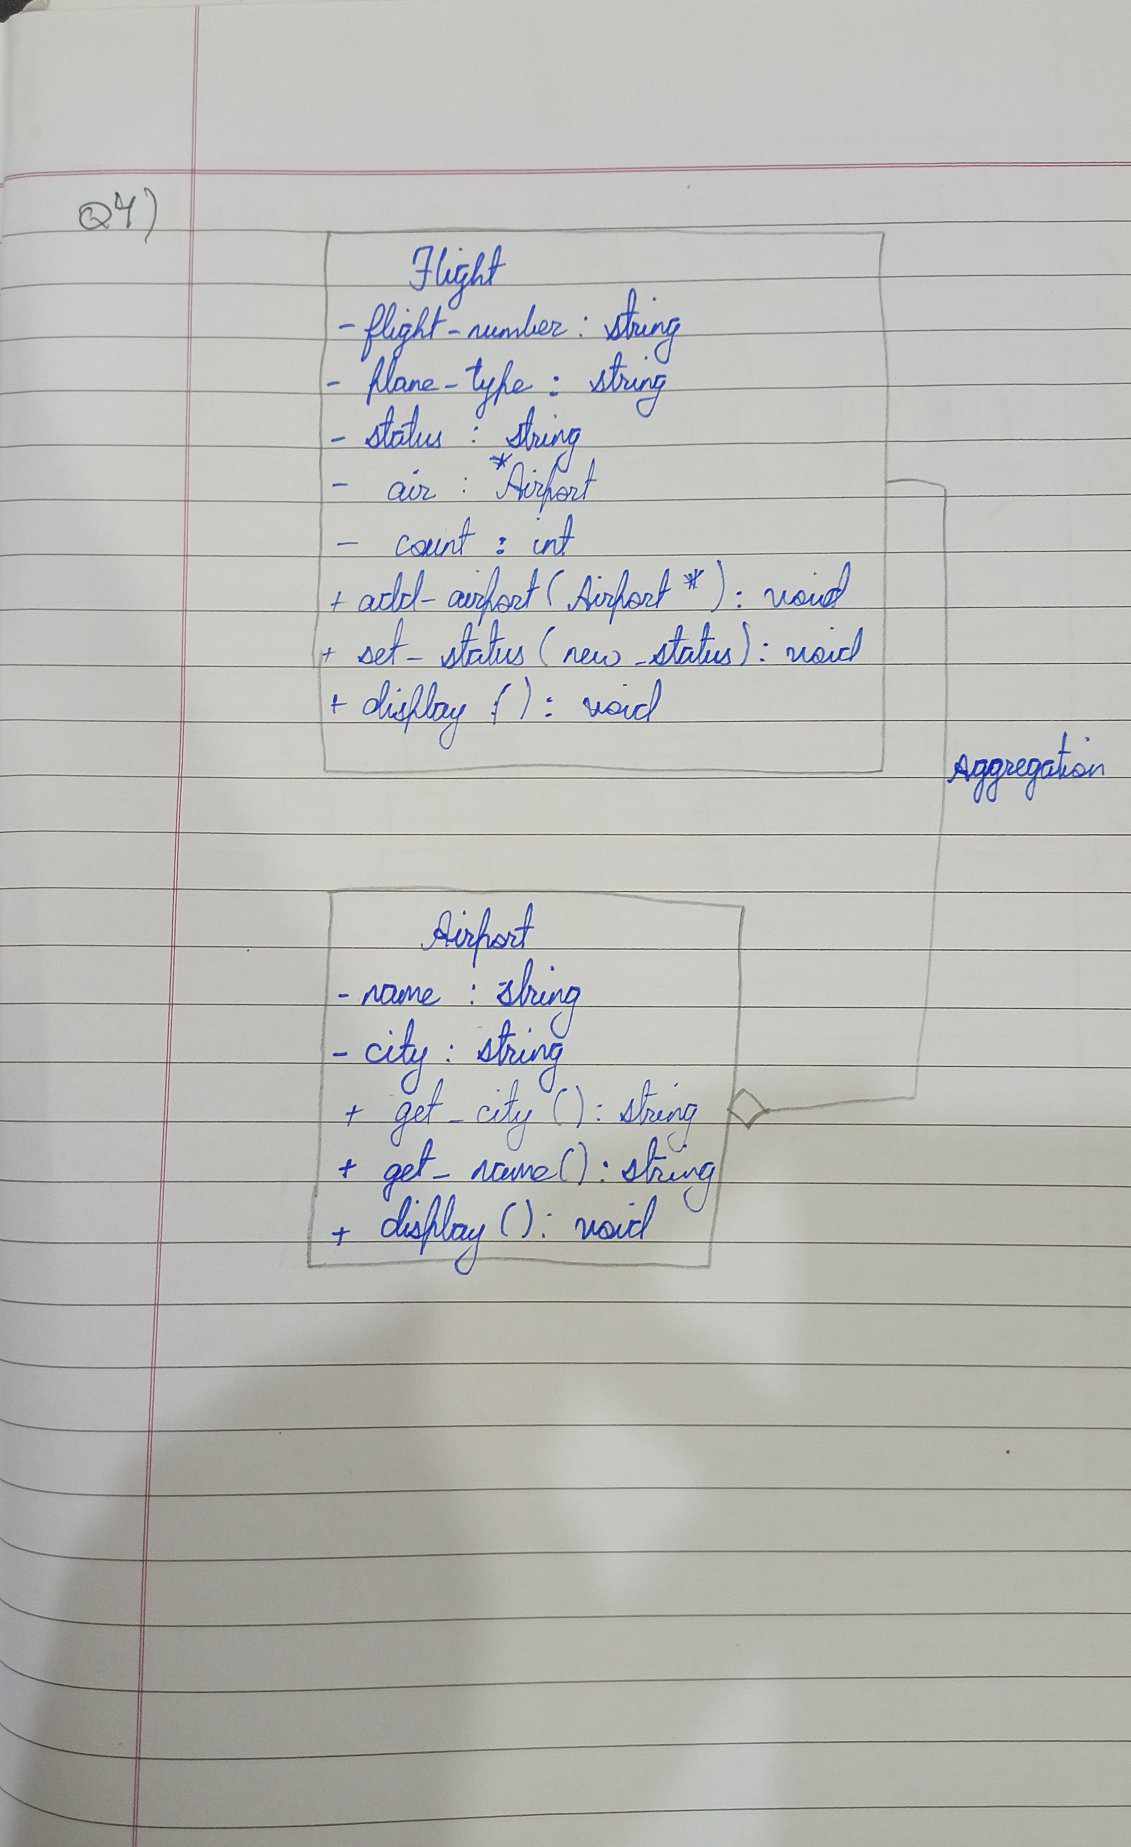 Q4)
Flight
- flight-number : string
- plane-type : string
- status : string
- air : *Airport
- count : int
+ add-airport(Airport *) : void
+ set-status(new_status) : void
+ display () : void
Aggregation
Airport
- name : string
- city : string
+ get_city () : string
+ get_name() : string
+ display () : void